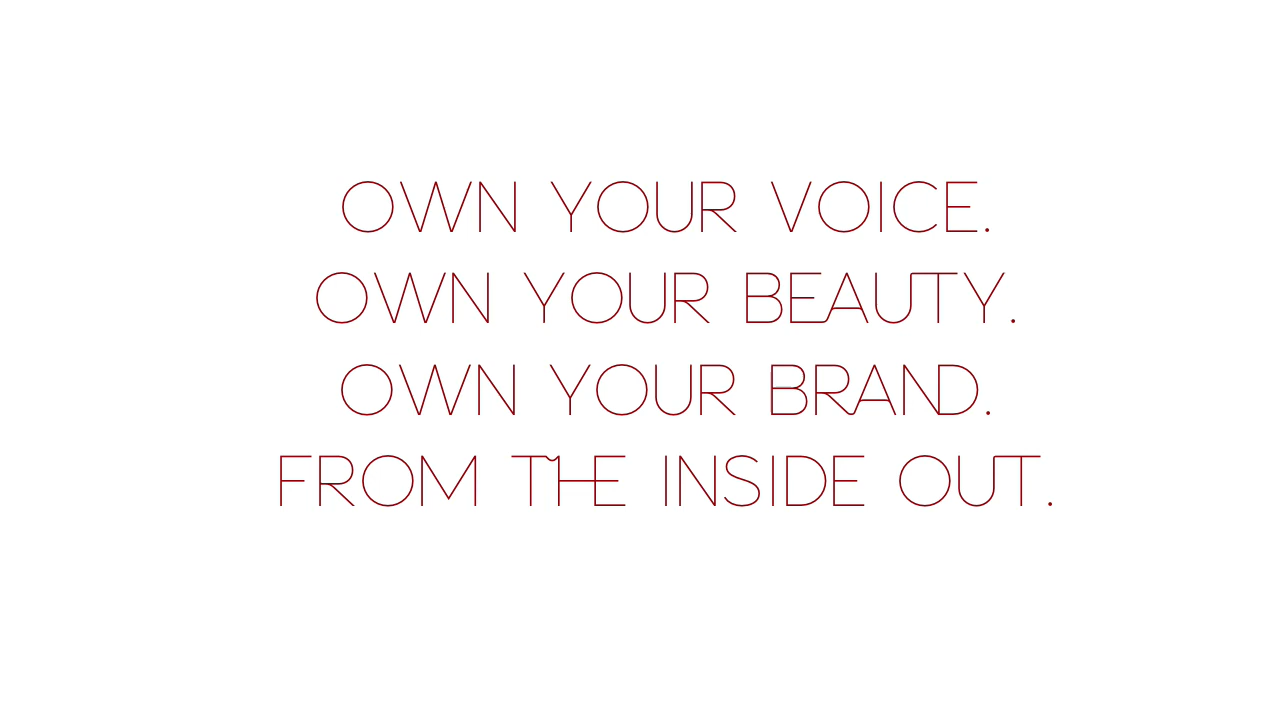 OWN YOUR VOICE.
OWN YOUR BEAUTY.
OWN YOUR BRAND.
FROM THE INSIDE OUT.